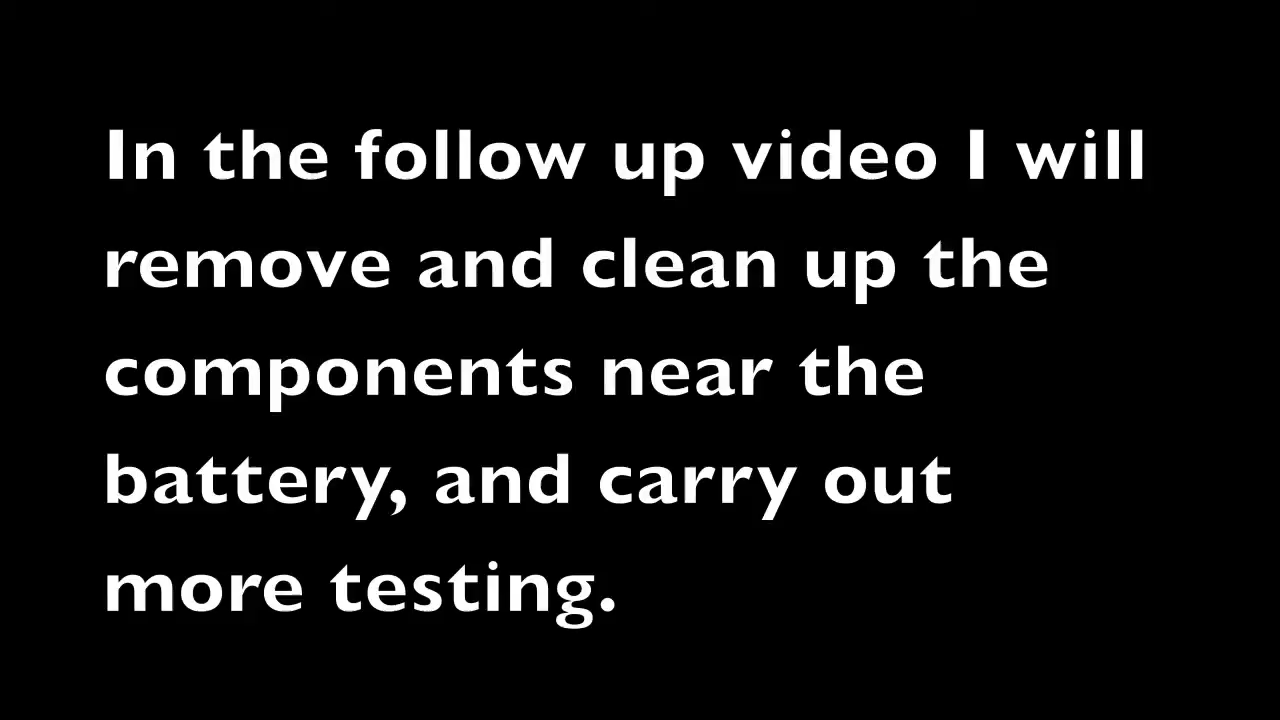 In the follow up video I will
remove and clean up the
components near the
battery, and carry out
more testing.